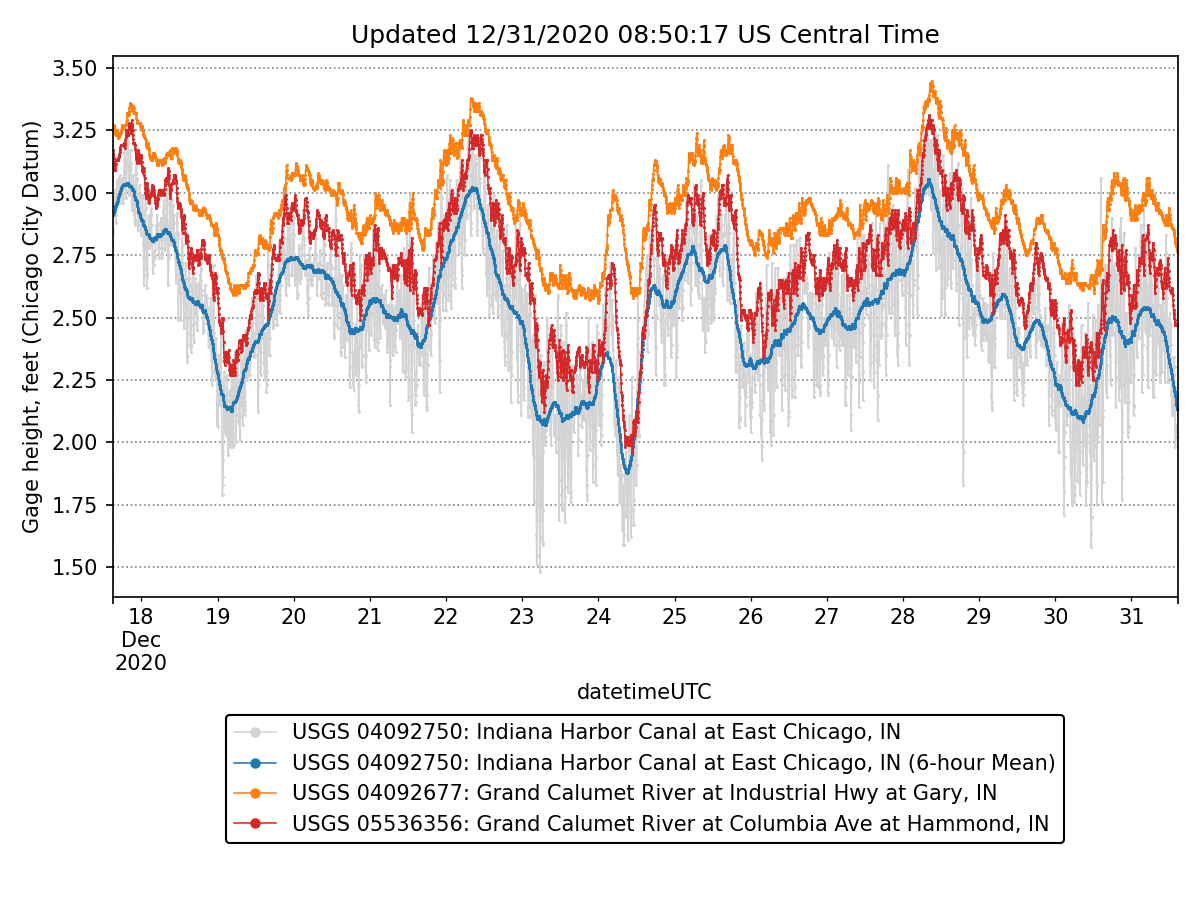 Updated 12/31/2020 08:50:17 US Central Time
Gage height, feet (Chicago City Datum)
3.50
3.25
3.00
2.75
2.50
2.25
2.00
1.75
1.50
18 19 20 21 22 23 24 25 26 27 28 29 30 31
Dec
2020
datetimeUTC
USGS 04092750: Indiana Harbor Canal at East Chicago, IN
USGS 04092750: Indiana Harbor Canal at East Chicago, IN (6-hour Mean)
USGS 04092677: Grand Calumet River at Industrial Hwy at Gary, IN
USGS 05536356: Grand Calumet River at Columbia Ave at Hammond, IN